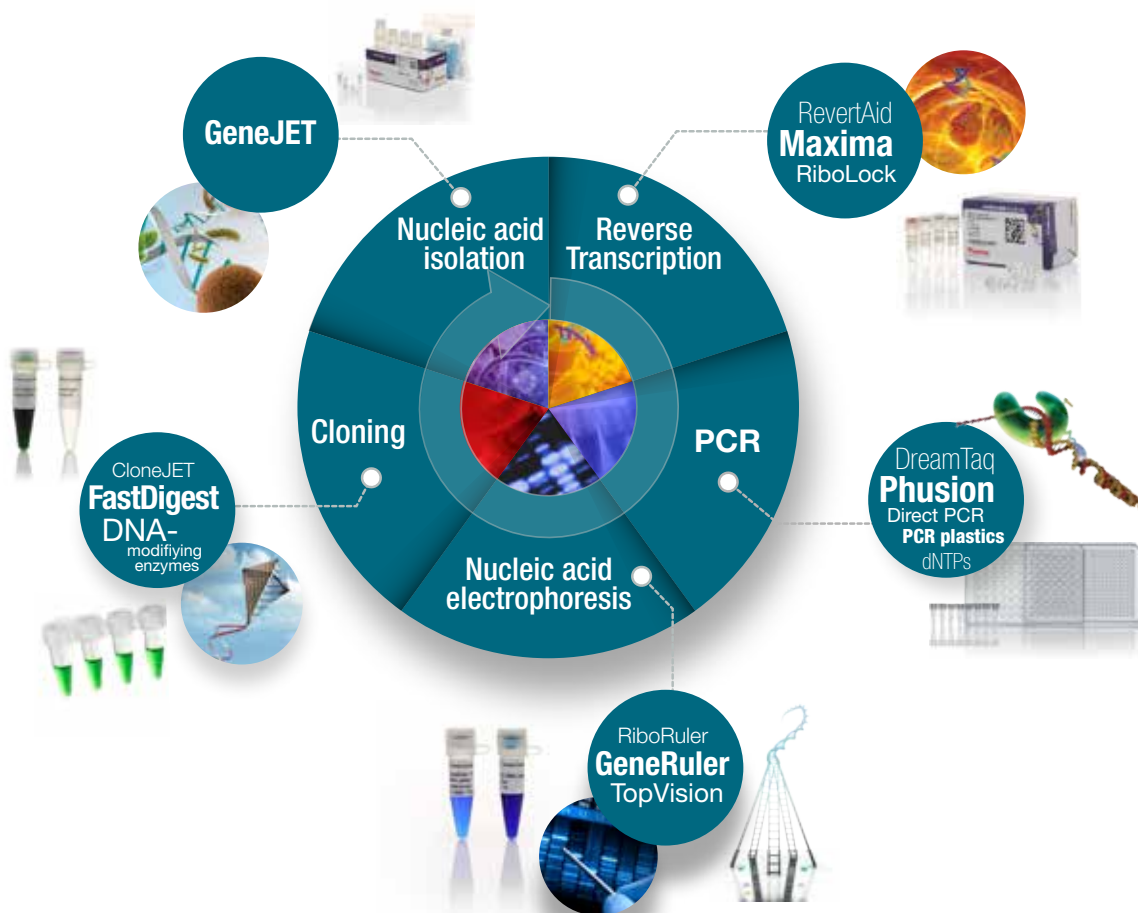 GeneJET
RevertAid
Maxima
RiboLock
Nucleic acid
isolation
Reverse
Transcription
Cloning
PCR
CloneJET
FastDigest
DNA-
modifiying
enzymes
DreamTaq
Phusion
Direct PCR
PCR plastics
dNTPs
Nucleic acid
electrophoresis
RiboRuler
GeneRuler
TopVision